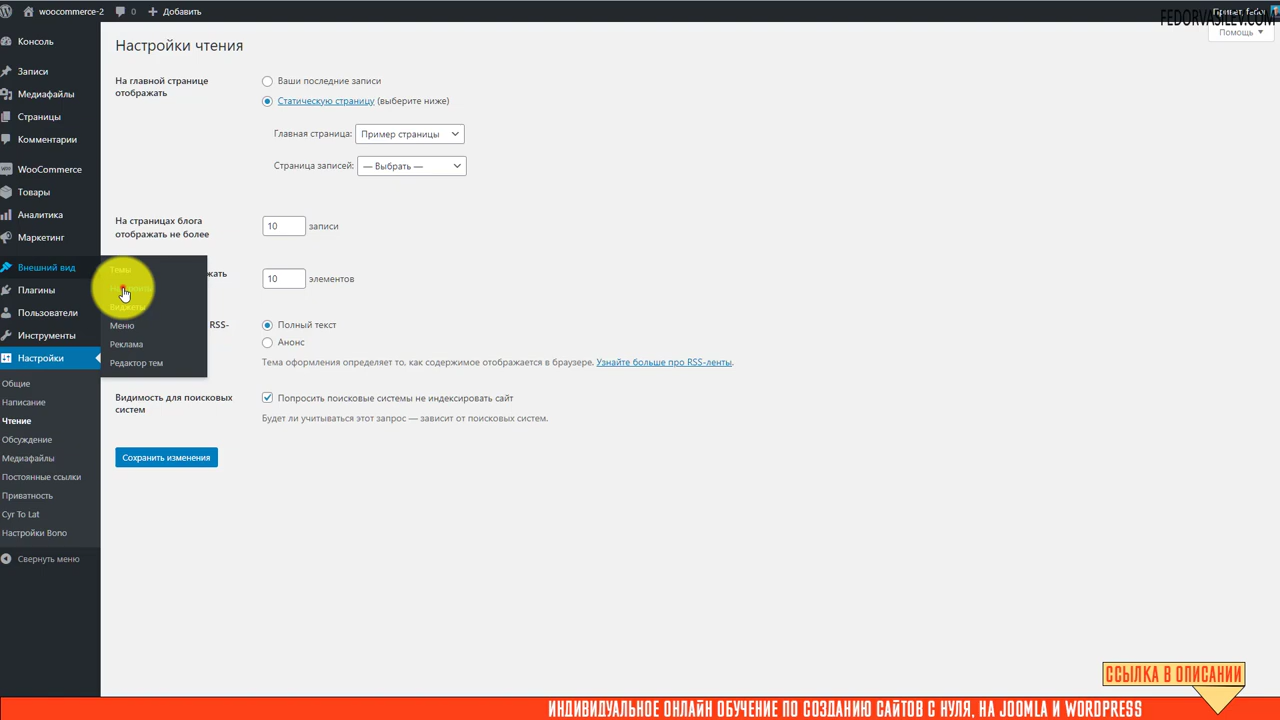 woocommerce-2
0
Добавить
FEDORVASILEV.COM
Помощь
Консоль
Записи
Медиафайлы
Страницы
Комментарии
WooCommerce
Товары
Аналитика
Маркетинг
Внешний вид
Плагины
Пользователи
Инструменты
Настройки
Общие
Написание
Чтение
Обсуждение
Медиафайлы
Постоянные ссылки
Приватность
Cyr To Lat
Настройки Bono
Свернуть меню
Темы
Виджеты
Меню
Реклама
Редактор тем
Настройки чтения
На главной странице
отображать
Ваши последние записи
Статическую страницу (выберите ниже)
Главная страница: Пример страницы
Страница записей: — Выбрать —
На страницах блога
отображать не более
10 записи
10 элементов
RSS-
Полный текст
Анонс
Тема оформления определяет то, как содержимое отображается в браузере. Узнайте больше про RSS-ленты.
Видимость для поисковых
систем
Попросить поисковые системы не индексировать сайт
Будет ли учитываться этот запрос — зависит от поисковых систем.
Сохранить изменения
ССЫЛКА В ОПИСАНИИ
ИНДИВИДУАЛЬНОЕ ОНЛАЙН ОБУЧЕНИЕ ПО СОЗДАНИЮ САЙТОВ С НУЛЯ, НА JOOMLA И WORDPRESS